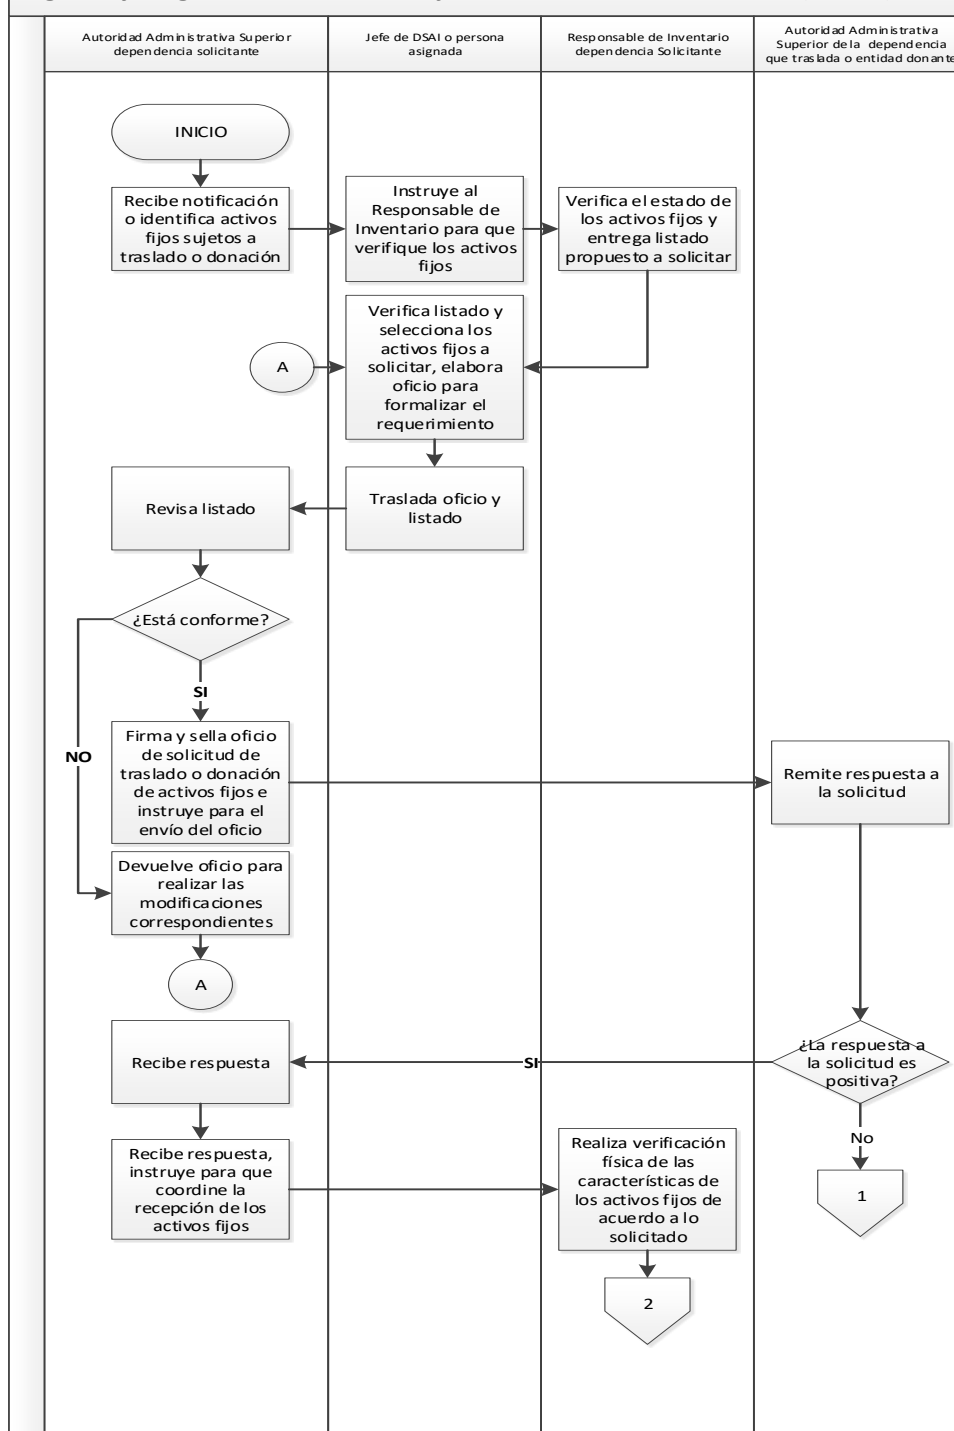 Autoridad Administrativa Superior
dependencia solicitante
Jefe de DSAI o persona
asignada
Responsable de Inventario
dependencia Solicitante
Autoridad Administrativa
Superior de la dependencia
que traslada o entidad donante
INICIO
Recibe notificación
o identifica activos
fijos sujetos a
traslado o donación
Instruye al
Responsable de
Inventario para que
verifique los activos
fijos
Verifica el estado de
los activos fijos y
entrega listado
propuesto a solicitar
A
Verifica listado y
selecciona los
activos fijos a
solicitar, elabora
oficio para
formalizar el
requerimiento
Traslada oficio y
listado
Revisa listado
¿Está conforme?
SI
NO
Firma y sella oficio
de solicitud de
traslado o donación
de activos fijos e
instruye para el
envío del oficio
Remite respuesta a
la solicitud
Devuelve oficio para
realizar las
modificaciones
correspondientes
A
¿La respuesta a
la solicitud es
positiva?
SI
No
1
Recibe respuesta
Recibe respuesta,
instruye para que
coordine la
recepción de los
activos fijos
Realiza verificación
física de las
características de
los activos fijos de
acuerdo a lo
solicitado
2